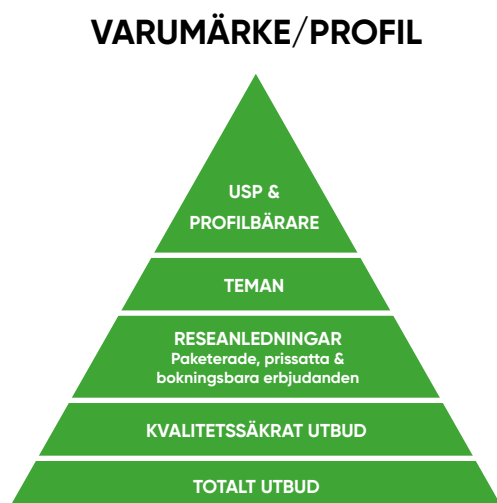 VARUMÄRKE/PROFIL
USP &
PROFILBÄRARE
TEMAN
RESEANLEDNINGAR
Paketerade, prissatta &
bokningsbara erbjudanden
KVALITETSSÄKRAT UTBUD
TOTALT UTBUD